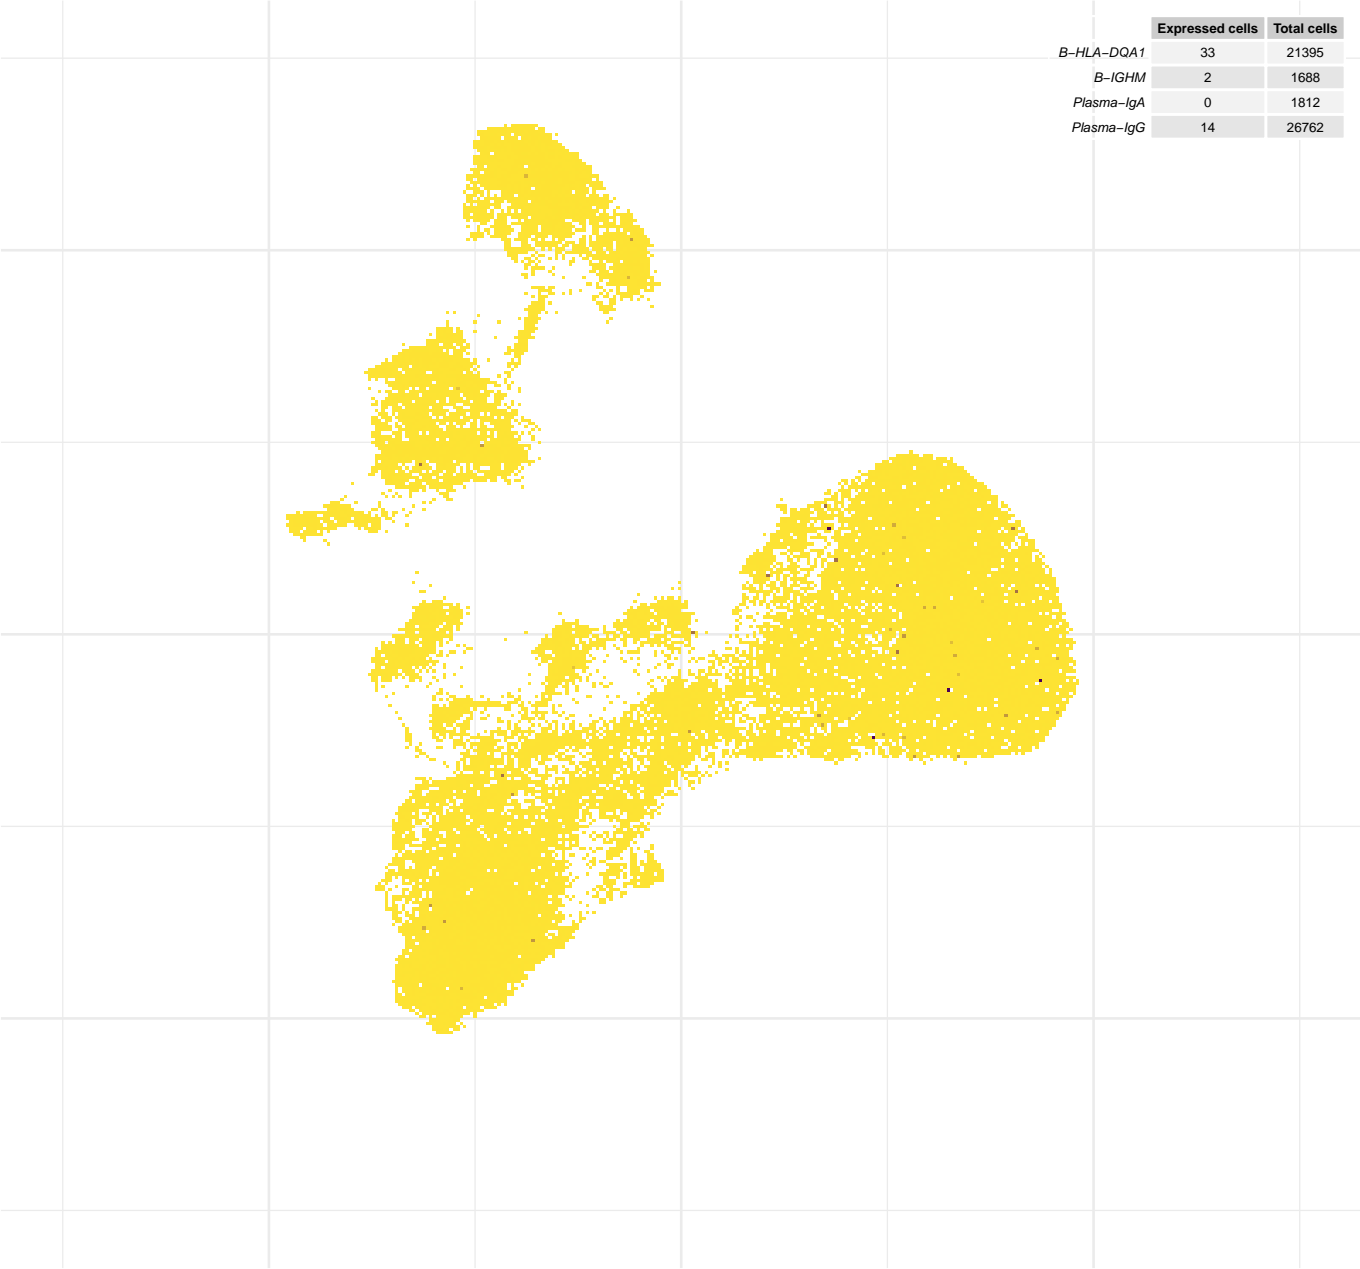 Expressed cells Total cells
B−HLA−DQA1 33 21395
B−IGHM 2 1688
Plasma−IgA 0 1812
Plasma−IgG 14 26762